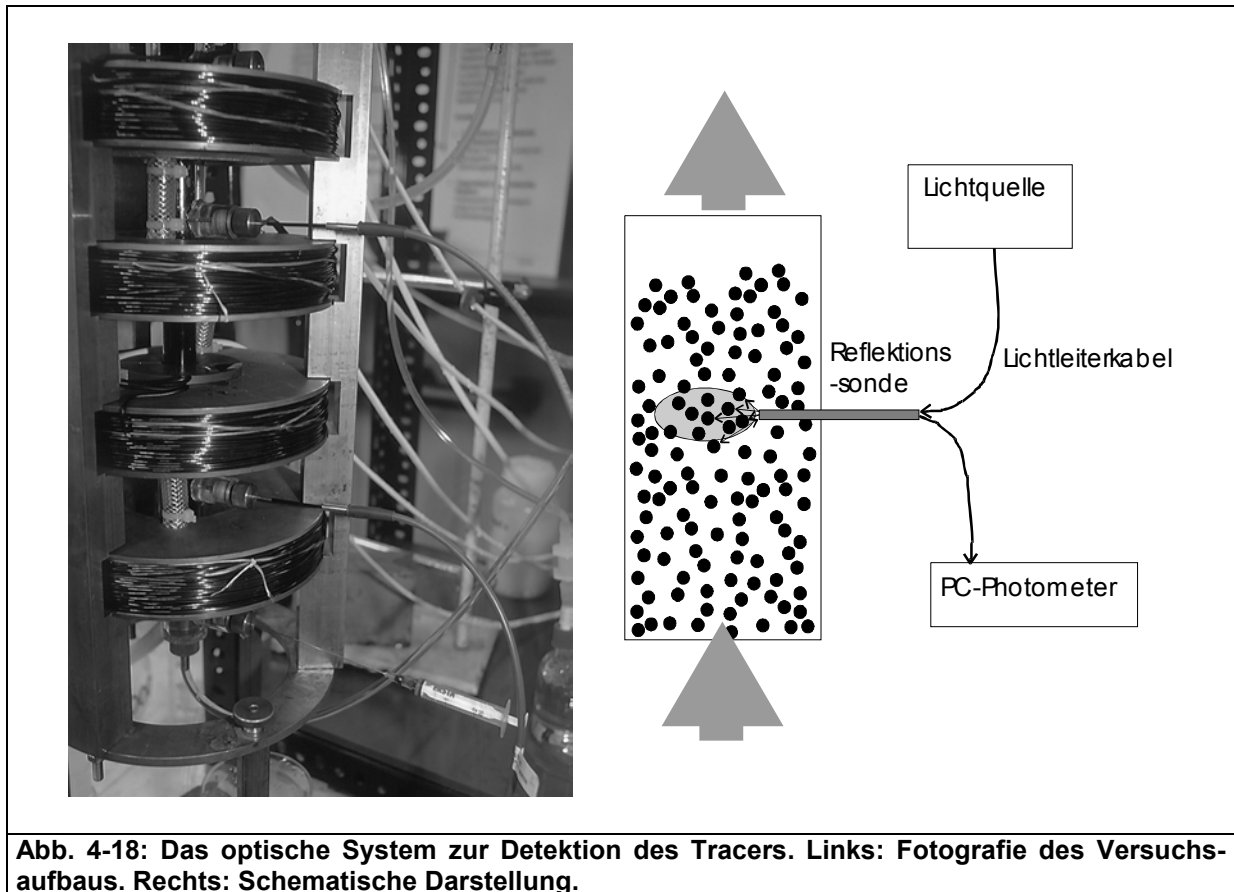 Lichtquelle
Reflektions
-sonde
Lichtleiterkabel
PC-Photometer
Abb. 4-18: Das optische System zur Detektion des Tracers. Links: Fotografie des Versuchs-
aufbaus. Rechts: Schematische Darstellung.